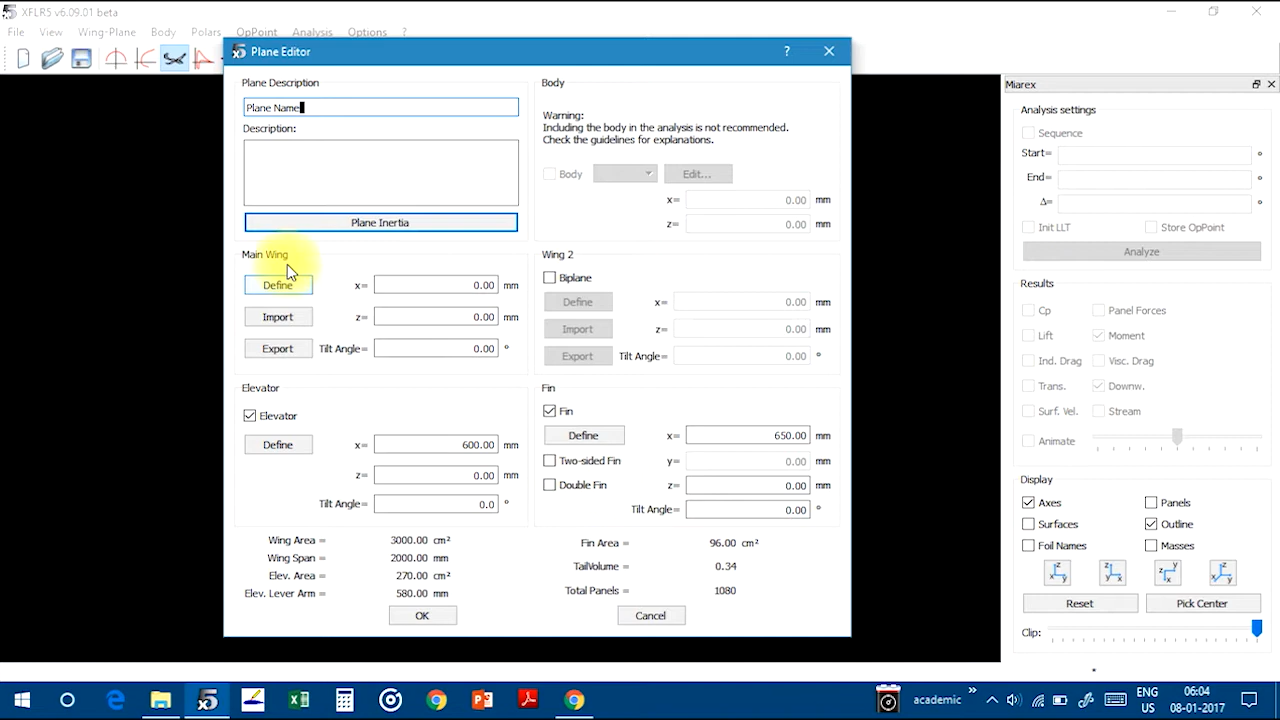 XFLR5 v6.09.01 beta
File View Wing-Plane Body Polars OpPoint Analysis Options ?
Plane Editor ?
Plane Description
Plane Name
Description:
Plane Inertia
Body
Warning:
Including the body in the analysis is not recommended.
Check the guidelines for explanations.
Body Edit...
x= 0.00 mm
z= 0.00 mm
Main Wing
Define x= 0.00 mm
Import z= 0.00 mm
Export Tilt Angle= 0.00 °
Wing 2
Biplane
Define x= 0.00 mm
Import z= 0.00 mm
Export Tilt Angle= 0.00 °
Elevator
Elevator
Define x= 600.00 mm
z= 0.00 mm
Tilt Angle= 0.0 °
Fin
Fin
Define x= 650.00 mm
Two-sided Fin y= 0.00 mm
Double Fin z= 0.00 mm
Tilt Angle= 0.00 °
Wing Area = 3000.00 cm²
Wing Span = 2000.00 mm
Elev. Area = 270.00 cm²
Elev. Lever Arm = 580.00 mm
Fin Area = 96.00 cm²
TailVolume = 0.34
Total Panels = 1080
OK Cancel
Miarex
Analysis settings
Sequence
Start= °
End= °
Δ= °
Init LLT Store OpPoint
Analyze
Results
Cp Panel Forces
Lift Moment
Ind. Drag Visc. Drag
Trans. Downw.
Surf. Vel. Stream
Animate
Display
Axes Panels
Surfaces Outline
Foil Names Masses
Reset Pick Center
Clip:
academic ENG 06:04
US 08-01-2017